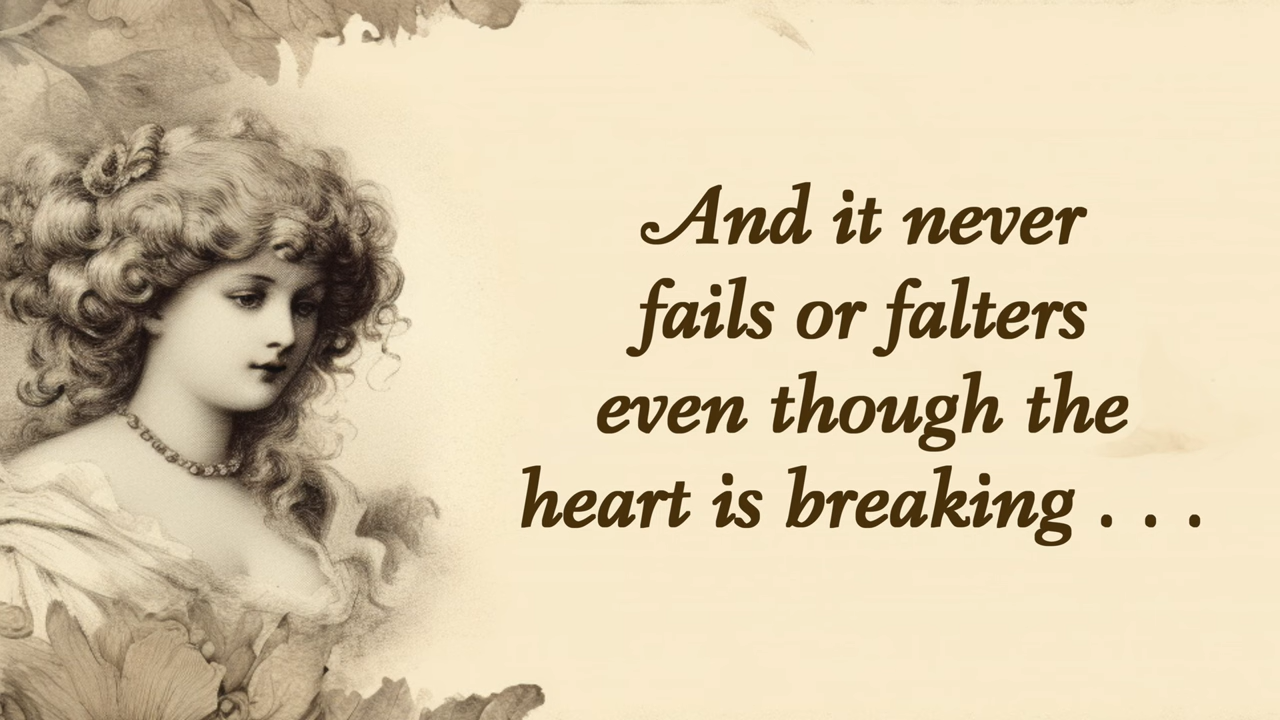 And it never
fails or falters
even though the
heart is breaking . . .